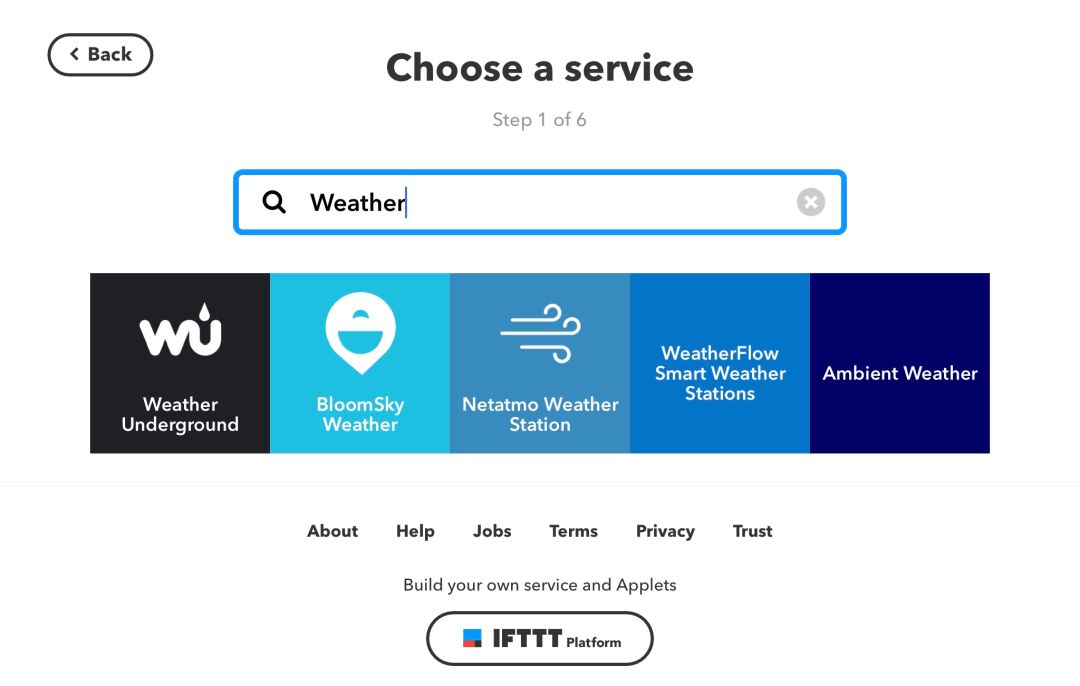 Back
Choose a service
Step 1 of 6
Weather
wu
Weather
Underground
BloomSky
Weather
Netatmo Weather
Station
WeatherFlow
Smart Weather
Stations
Ambient Weather
About Help Jobs Terms Privacy Trust
Build your own service and Applets
IFTTT Platform